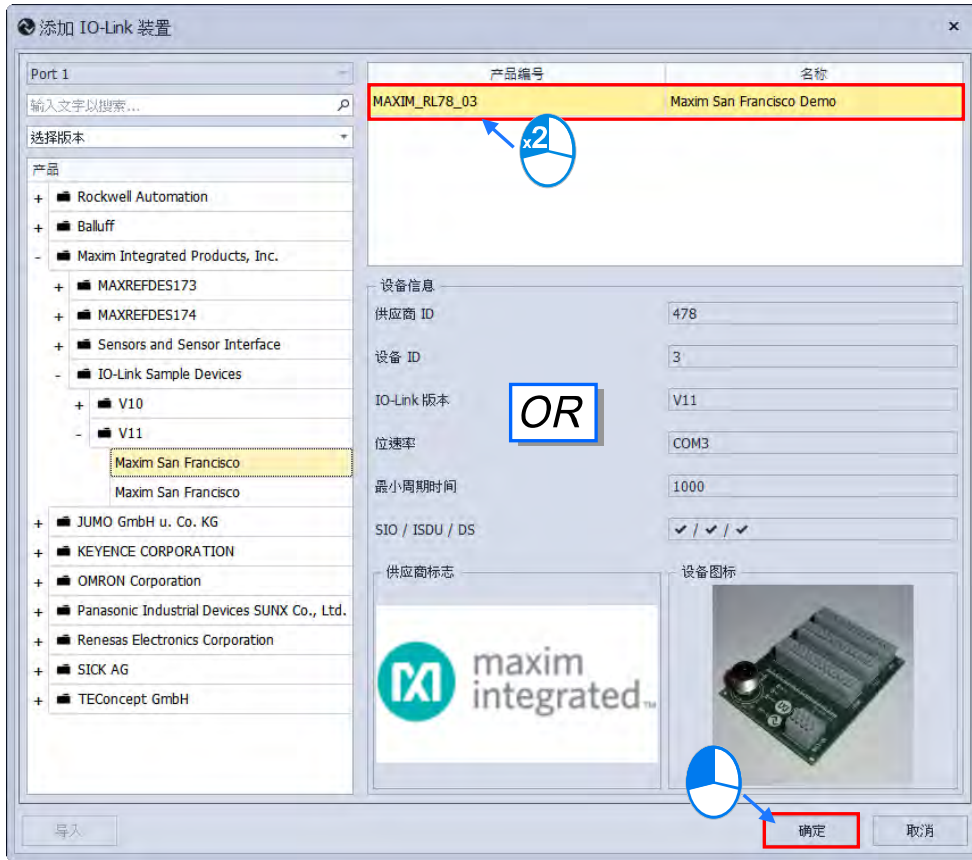 添加 IO-Link 装置
Port 1
输入文字以搜索...
选择版本
产品
+ Rockwell Automation
+ Balluff
- Maxim Integrated Products, Inc.
+ MAXREFDES173
+ MAXREFDES174
+ Sensors and Sensor Interface
- IO-Link Sample Devices
+ V10
- V11
Maxim San Francisco
Maxim San Francisco
+ JUMO GmbH u. Co. KG
+ KEYENCE CORPORATION
+ OMRON Corporation
+ Panasonic Industrial Devices SUNX Co., Ltd.
+ Renesas Electronics Corporation
+ SICK AG
+ TEConcept GmbH
产品编号 名称
MAXIM_RL78_03 Maxim San Francisco Demo
x2
设备信息
供应商 ID 478
设备 ID 3
IO-Link 版本 V11
OR
位速率 COM3
最小周期时间 1000
SIO / ISDU / DS ✔ / ✔ / ✔
供应商标志
maxim
integrated™
设备图标
导入
确定
取消